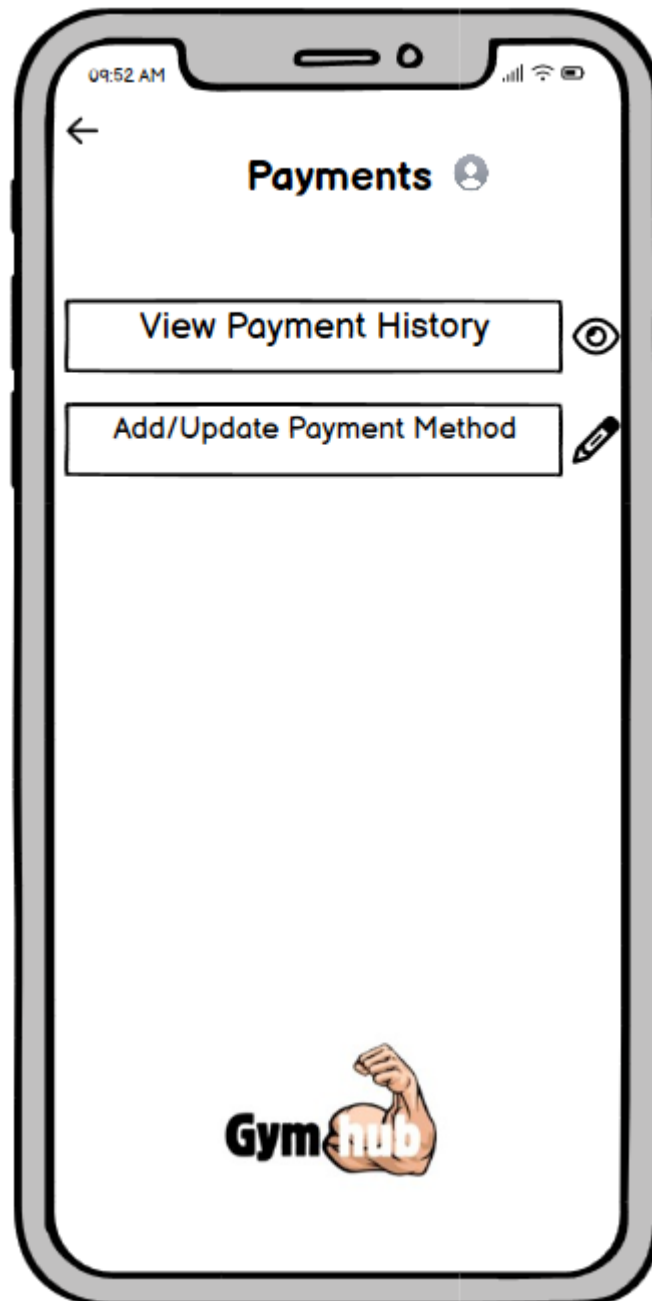 09:52 AM
Payments
View Payment History
Add/Update Payment Method
Gym hub